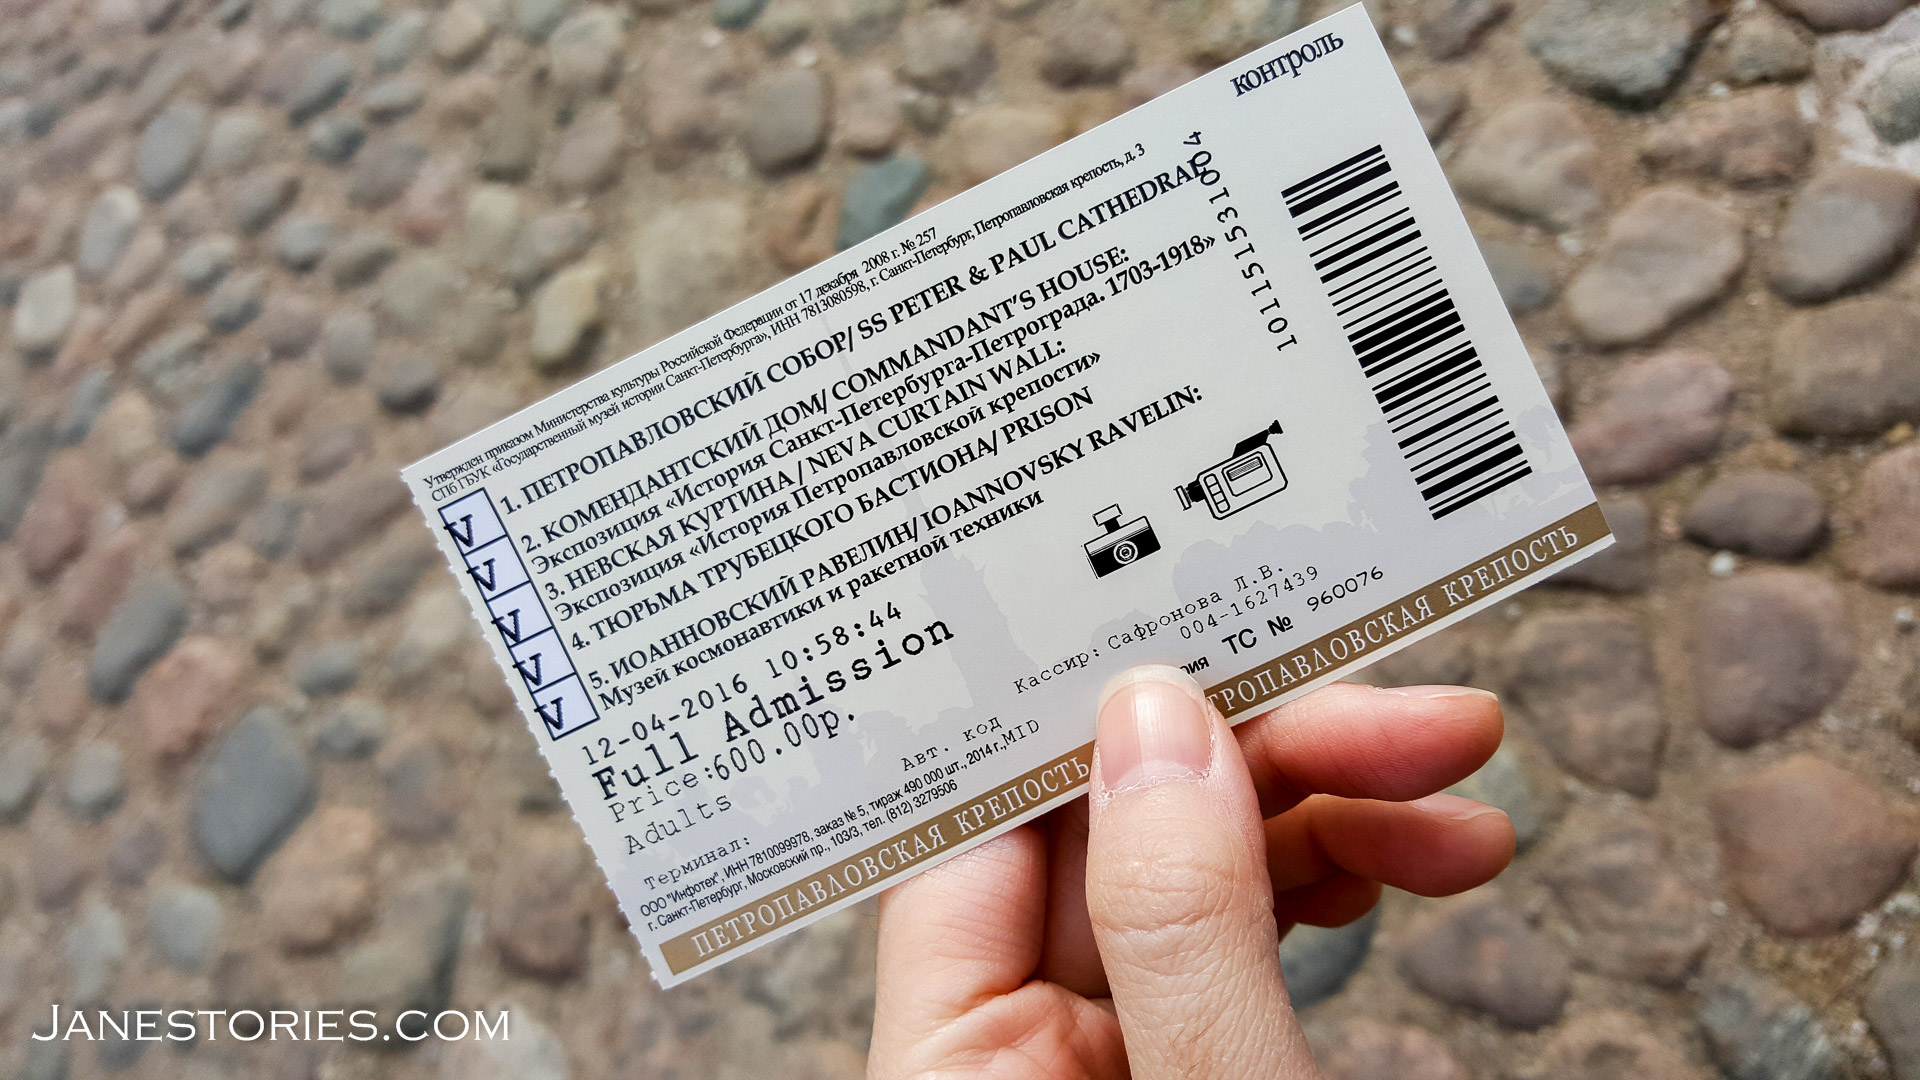 контроль
Утвержден приказом Министерства культуры Российской Федерации от 17 декабря 2008 г. № 257
СПб ГБУК «Государственный музей истории Санкт-Петербурга», ИНН 7813080598, г. Санкт-Петербург, Петропавловская крепость, д. 3
V 1. ПЕТРОПАВЛОВСКИЙ СОБОР/ SS PETER & PAUL CATHEDRAL
V 2. КОМЕНДАНТСКИЙ ДОМ/ COMMANDANT'S HOUSE:
Экспозиция «История Санкт-Петербурга-Петрограда. 1703-1918»
V 3. НЕВСКАЯ КУРТИНА / NEVA CURTAIN WALL:
Экспозиция «История Петропавловской крепости»
V 4. ТЮРЬМА ТРУБЕЦКОГО БАСТИОНА/ PRISON
V 5. ИОАННОВСКИЙ РАВЕЛИН/ IOANNOVSKY RAVELIN:
Музей космонавтики и ракетной техники
12-04-2016 10:58:44
Full Admission
Price:600.00р.
Adults
Терминал:
Авт. код
ООО "Инфотех", ИНН 7810099978, заказ № 5, тираж 490 000 шт., 2014 г., MID
г. Санкт-Петербург, Московский пр., 103/3, тел. (812) 3279506
Кассир: Сафронова Л.В.
004-1627439
рия ТС № 960076
ПЕТРОПАВЛОВСКАЯ КРЕПОСТЬ ТРОПАВЛОВСКАЯ КРЕПОСТЬ
JANESTORIES.COM